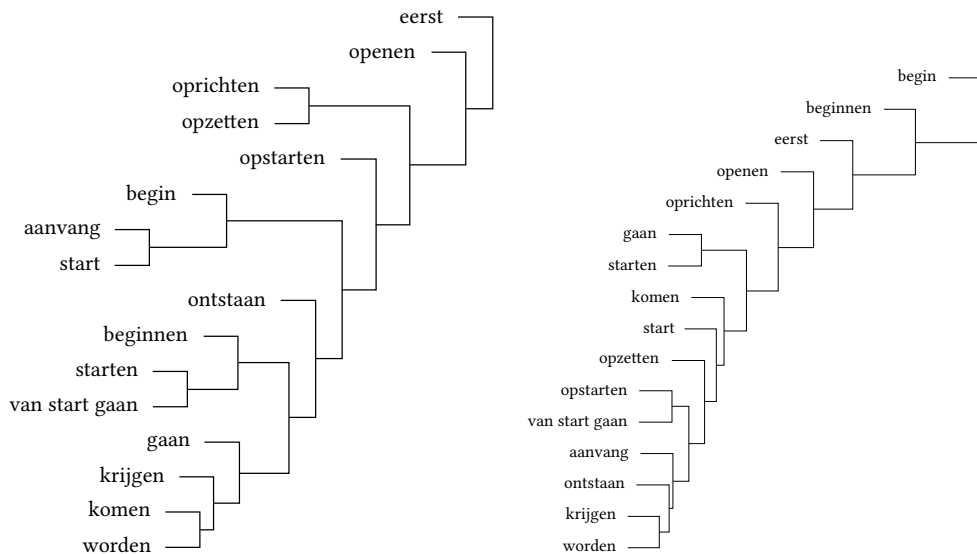 eerst
openen
oprichten
opzetten
opstarten
begin
aanvang
start
ontstaan
beginnen
starten
van start gaan
gaan
krijgen
komen
worden
begin
beginnen
eerst
openen
oprichten
gaan
starten
komen
start
opzetten
opstarten
van start gaan
aanvang
ontstaan
krijgen
worden